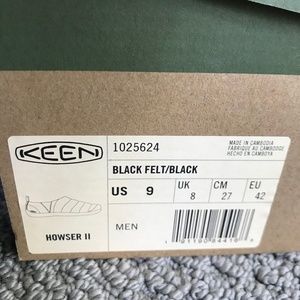 KEEN
1025624
MADE IN CAMBODIA
FABRIQUE AU CAMBODGE
HECHO EN CAMBOYA
BLACK FELT/BLACK
US 9
UK 8
CM 27
EU 42
HOWSER II
MEN